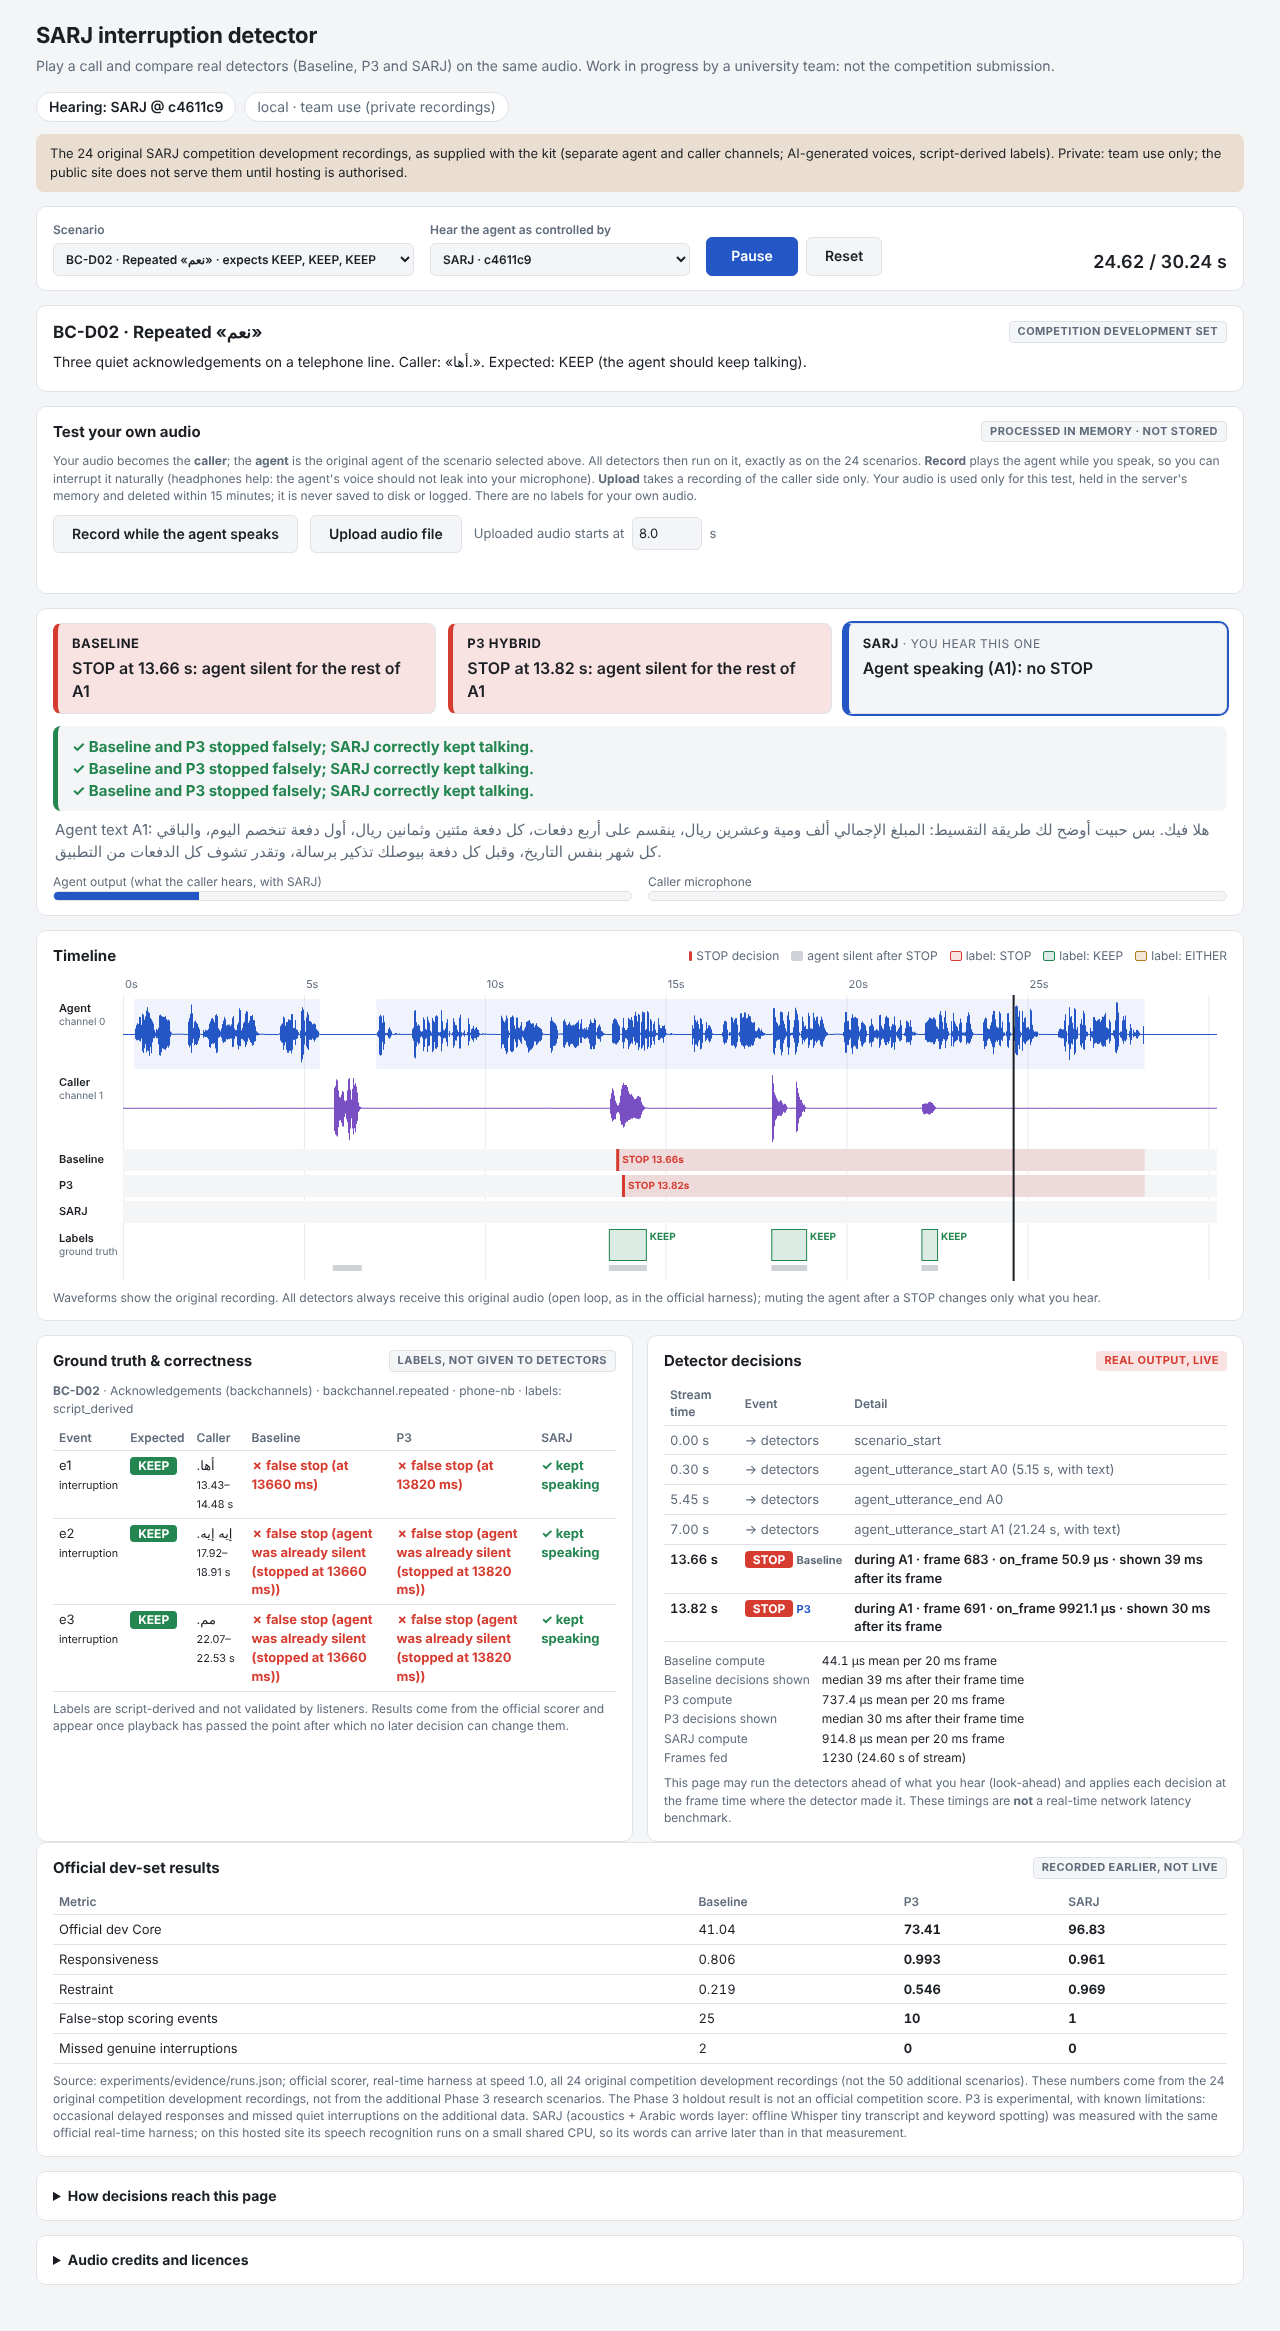 SARJ interruption detector
Play a call and compare real detectors (Baseline, P3 and SARJ) on the same audio. Work in progress by a university team: not the competition submission.
Hearing: SARJ @ c4611c9
local · team use (private recordings)
The 24 original SARJ competition development recordings, as supplied with the kit (separate agent and caller channels; AI-generated voices, script-derived labels). Private: team use only; the
public site does not serve them until hosting is authorised.
Scenario
Hear the agent as controlled by
BC-D02 · Repeated «نعم» · expects KEEP, KEEP, KEEP
SARJ · c4611c9
Pause
Reset
24.62 / 30.24 s
BC-D02 · Repeated «نعم»
COMPETITION DEVELOPMENT SET
Three quiet acknowledgements on a telephone line. Caller: «أها.». Expected: KEEP (the agent should keep talking).
Test your own audio
PROCESSED IN MEMORY · NOT STORED
Your audio becomes the caller; the agent is the original agent of the scenario selected above. All detectors then run on it, exactly as on the 24 scenarios. Record plays the agent while you speak, so you can
interrupt it naturally (headphones help: the agent's voice should not leak into your microphone). Upload takes a recording of the caller side only. Your audio is used only for this test, held in the server's
memory and deleted within 15 minutes; it is never saved to disk or logged. There are no labels for your own audio.
Record while the agent speaks
Upload audio file
Uploaded audio starts at 8.0 s
BASELINE
STOP at 13.66 s: agent silent for the rest of
A1
P3 HYBRID
STOP at 13.82 s: agent silent for the rest of
A1
SARJ · YOU HEAR THIS ONE
Agent speaking (A1): no STOP
✓ Baseline and P3 stopped falsely; SARJ correctly kept talking.
✓ Baseline and P3 stopped falsely; SARJ correctly kept talking.
✓ Baseline and P3 stopped falsely; SARJ correctly kept talking.
Agent text A1: هلا فيك. بس حبيت أوضح لك طريقة التقسيط: المبلغ الإجمالي ألف ومية وعشرين ريال، ينقسم على أربع دفعات، كل دفعة مئتين وثمانين ريال، أول دفعة تنخصم اليوم، والباقي
كل شهر بنفس التاريخ، وقبل كل دفعة بيوصلك تذكير برسالة، وتقدر تشوف كل الدفعات من التطبيق.
Agent output (what the caller hears, with SARJ)
Caller microphone
Timeline
STOP decision
agent silent after STOP
label: STOP
label: KEEP
label: EITHER
0s 5s 10s 15s 20s 25s
Agent
channel 0
Caller
channel 1
Baseline
STOP 13.66s
P3
STOP 13.82s
SARJ
Labels
ground truth
KEEP KEEP KEEP
Waveforms show the original recording. All detectors always receive this original audio (open loop, as in the official harness); muting the agent after a STOP changes only what you hear.
Ground truth & correctness
LABELS, NOT GIVEN TO DETECTORS
BC-D02 · Acknowledgements (backchannels) · backchannel.repeated · phone-nb · labels:
script_derived
Event Expected Caller Baseline P3 SARJ
e1
interruption
KEEP
أها.
13.43–
14.48 s
✕ false stop (at
13660 ms)
✕ false stop (at
13820 ms)
✓ kept
speaking
e2
interruption
KEEP
إيه إيه.
17.92–
18.91 s
✕ false stop (agent
was already silent
(stopped at 13660
ms))
✕ false stop (agent
was already silent
(stopped at 13820
ms))
✓ kept
speaking
e3
interruption
KEEP
مم.
22.07–
22.53 s
✕ false stop (agent
was already silent
(stopped at 13660
ms))
✕ false stop (agent
was already silent
(stopped at 13820
ms))
✓ kept
speaking
Labels are script-derived and not validated by listeners. Results come from the official scorer and
appear once playback has passed the point after which no later decision can change them.
Detector decisions
REAL OUTPUT, LIVE
Stream
time
Event
Detail
0.00 s → detectors scenario_start
0.30 s → detectors agent_utterance_start A0 (5.15 s, with text)
5.45 s → detectors agent_utterance_end A0
7.00 s → detectors agent_utterance_start A1 (21.24 s, with text)
13.66 s STOP Baseline during A1 · frame 683 · on_frame 50.9 µs · shown 39 ms
after its frame
13.82 s STOP P3 during A1 · frame 691 · on_frame 9921.1 µs · shown 30 ms
after its frame
Baseline compute 44.1 µs mean per 20 ms frame
Baseline decisions shown median 39 ms after their frame time
P3 compute 737.4 µs mean per 20 ms frame
P3 decisions shown median 30 ms after their frame time
SARJ compute 914.8 µs mean per 20 ms frame
Frames fed 1230 (24.60 s of stream)
This page may run the detectors ahead of what you hear (look-ahead) and applies each decision at
the frame time where the detector made it. These timings are not a real-time network latency
benchmark.
Official dev-set results
RECORDED EARLIER, NOT LIVE
Metric Baseline P3 SARJ
Official dev Core 41.04 73.41 96.83
Responsiveness 0.806 0.993 0.961
Restraint 0.219 0.546 0.969
False-stop scoring events 25 10 1
Missed genuine interruptions 2 0 0
Source: experiments/evidence/runs.json; official scorer, real-time harness at speed 1.0, all 24 original competition development recordings (not the 50 additional scenarios). These numbers come from the 24
original competition development recordings, not from the additional Phase 3 research scenarios. The Phase 3 holdout result is not an official competition score. P3 is experimental, with known limitations:
occasional delayed responses and missed quiet interruptions on the additional data. SARJ (acoustics + Arabic words layer: offline Whisper tiny transcript and keyword spotting) was measured with the same
official real-time harness; on this hosted site its speech recognition runs on a small shared CPU, so its words can arrive later than in that measurement.
▶ How decisions reach this page
▶ Audio credits and licences